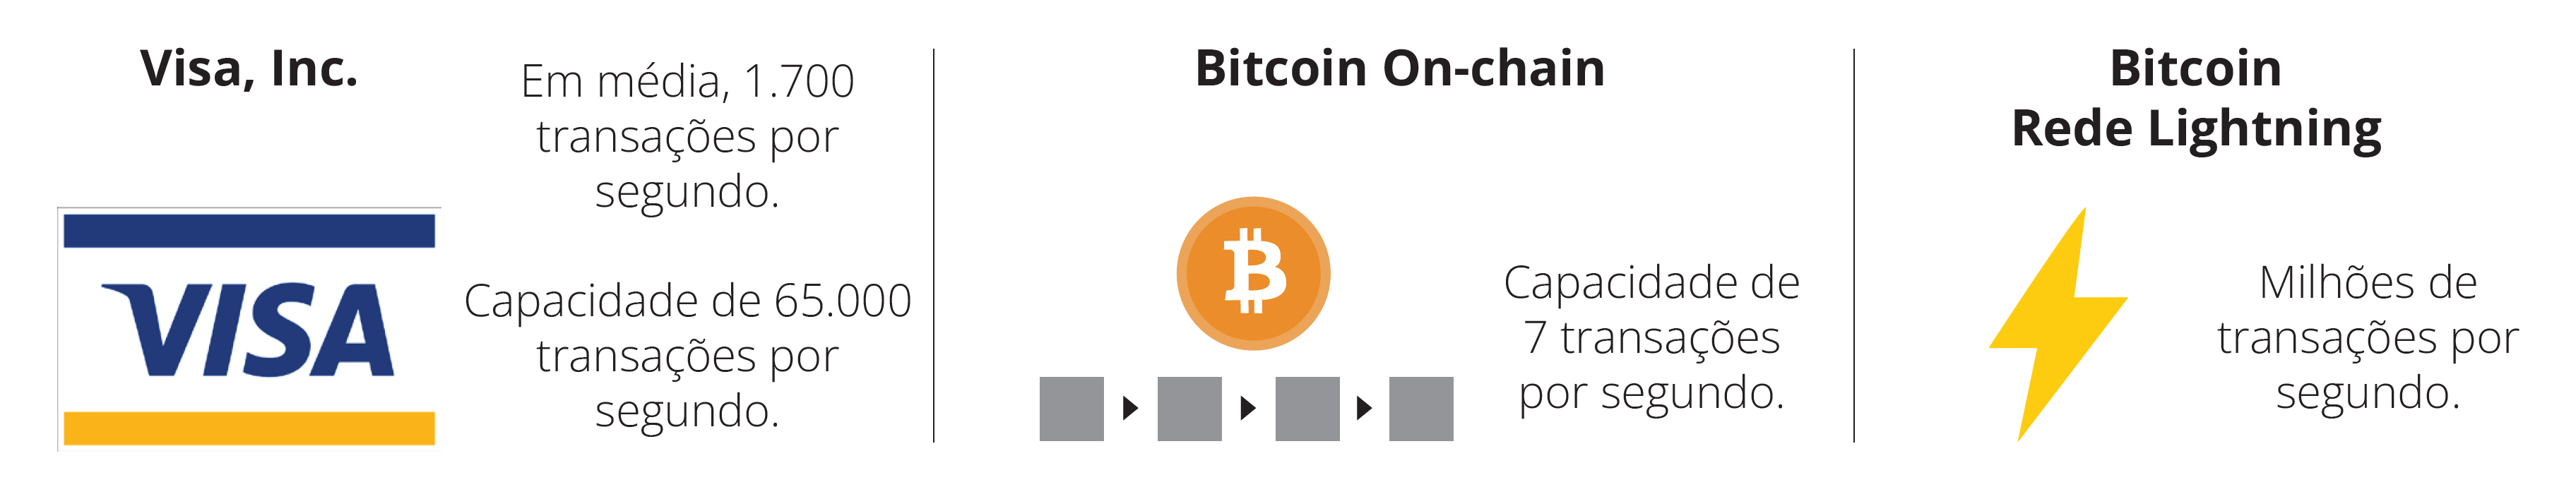 Visa, Inc.
Em média, 1.700
transações por
segundo.
VISA
Capacidade de 65.000
transações por
segundo.
Bitcoin On-chain
Capacidade de
7 transações
por segundo.
Bitcoin
Rede Lightning
Milhões de
transações por
segundo.